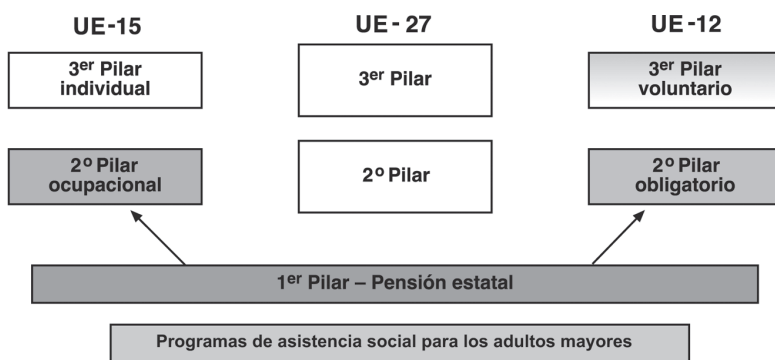 UE-15
UE - 27
UE -12
3er Pilar
individual
3er Pilar
3er Pilar
voluntario
2º Pilar
ocupacional
2º Pilar
2º Pilar
obligatorio
1er Pilar – Pensión estatal
Programas de asistencia social para los adultos mayores